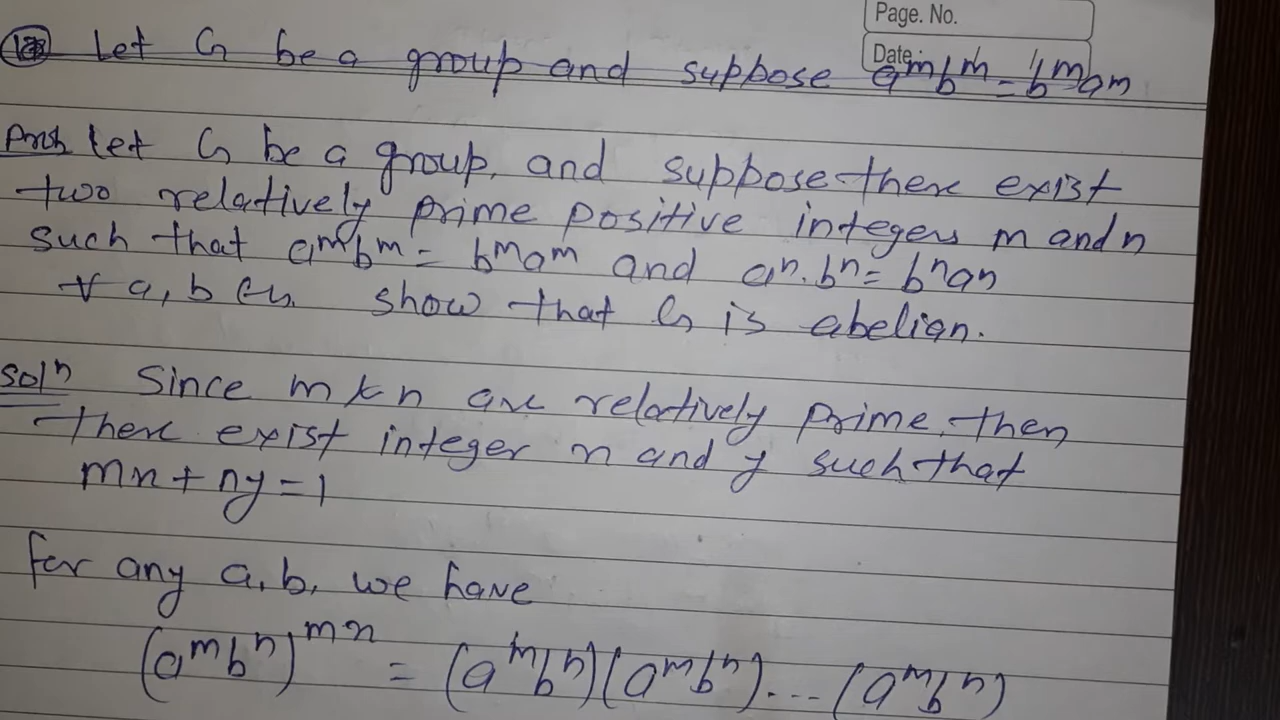 Page. No.
Date
Let G be a group and suppose a^m b^m = b^m a^m
Let G be a group, and suppose there exist
two relatively prime positive integers m and n
such that a^m b^m = b^m a^m and a^n . b^n = b^n a^n
∀ a, b ∈ G. show that G is abelian.
Sol^n Since m & n are relatively prime, then
there exist integer x and y such that
mx + ny = 1
for any a, b, we have
(a^m b^n)^{mx} = (a^m b^n)(a^m b^n) ... (a^m b^n)